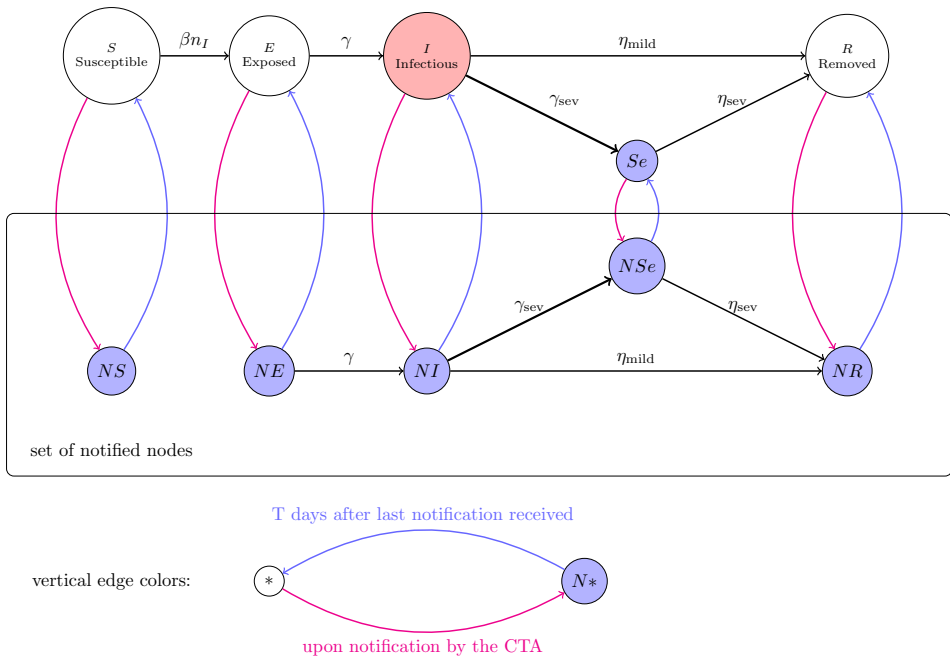 S
Susceptible
βn_I
E
Exposed
γ
I
Infectious
η_mild
R
Removed
γ_sev
η_sev
Se
NSe
γ_sev
η_sev
NS
NE
γ
NI
η_mild
NR
set of notified nodes
T days after last notification received
vertical edge colors:
*
N*
upon notification by the CTA